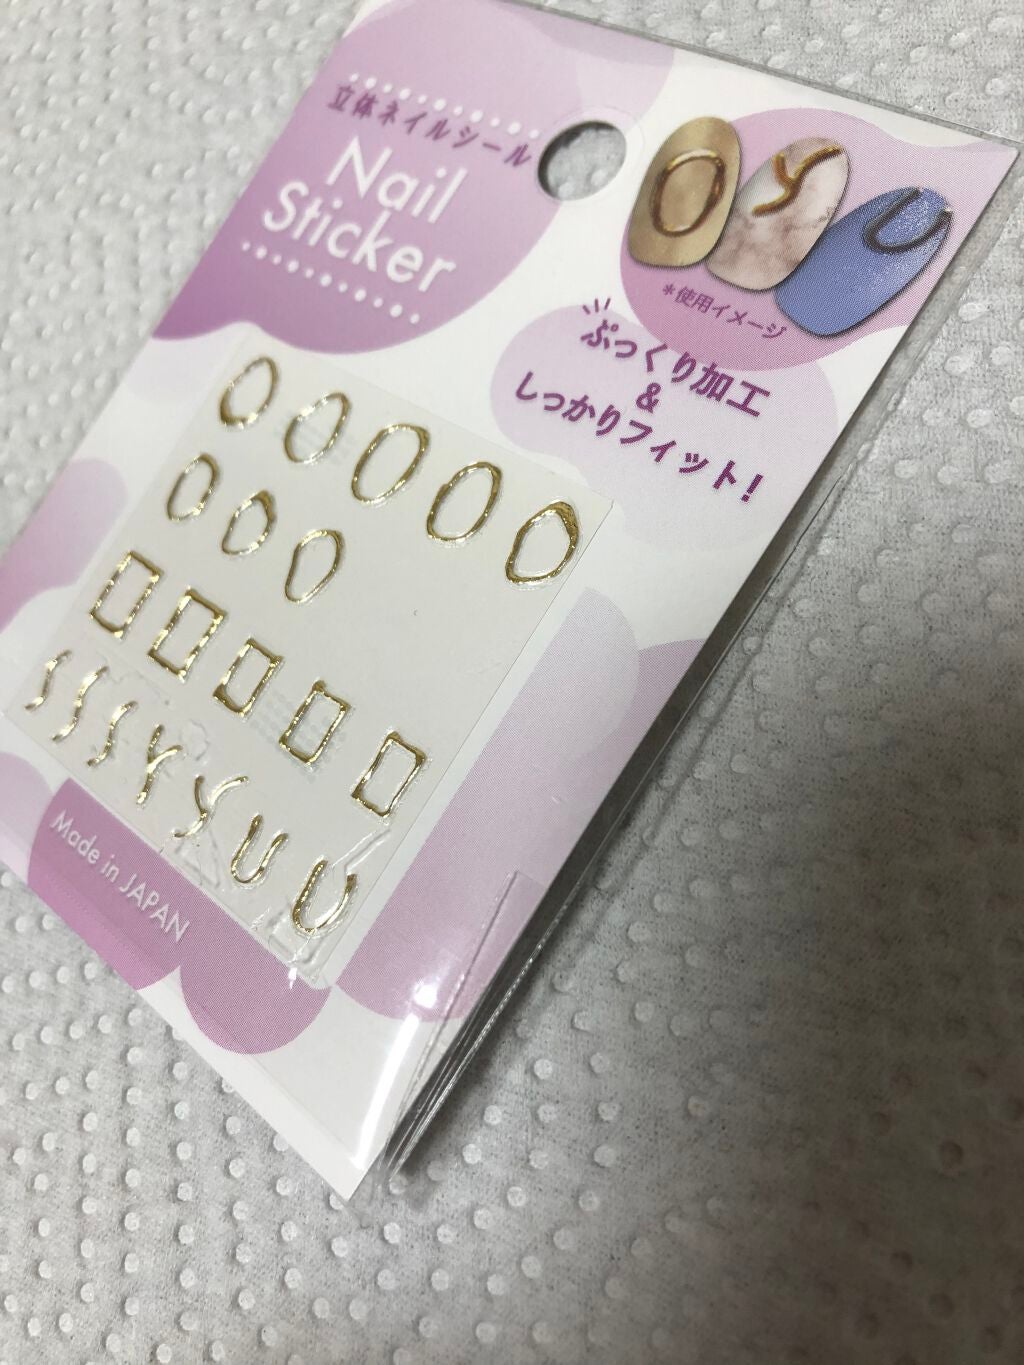 立体ネイルシール
Nail
Sticker
*使用イメージ
ぷっくり加工
&
しっかりフィット!
Made in JAPAN